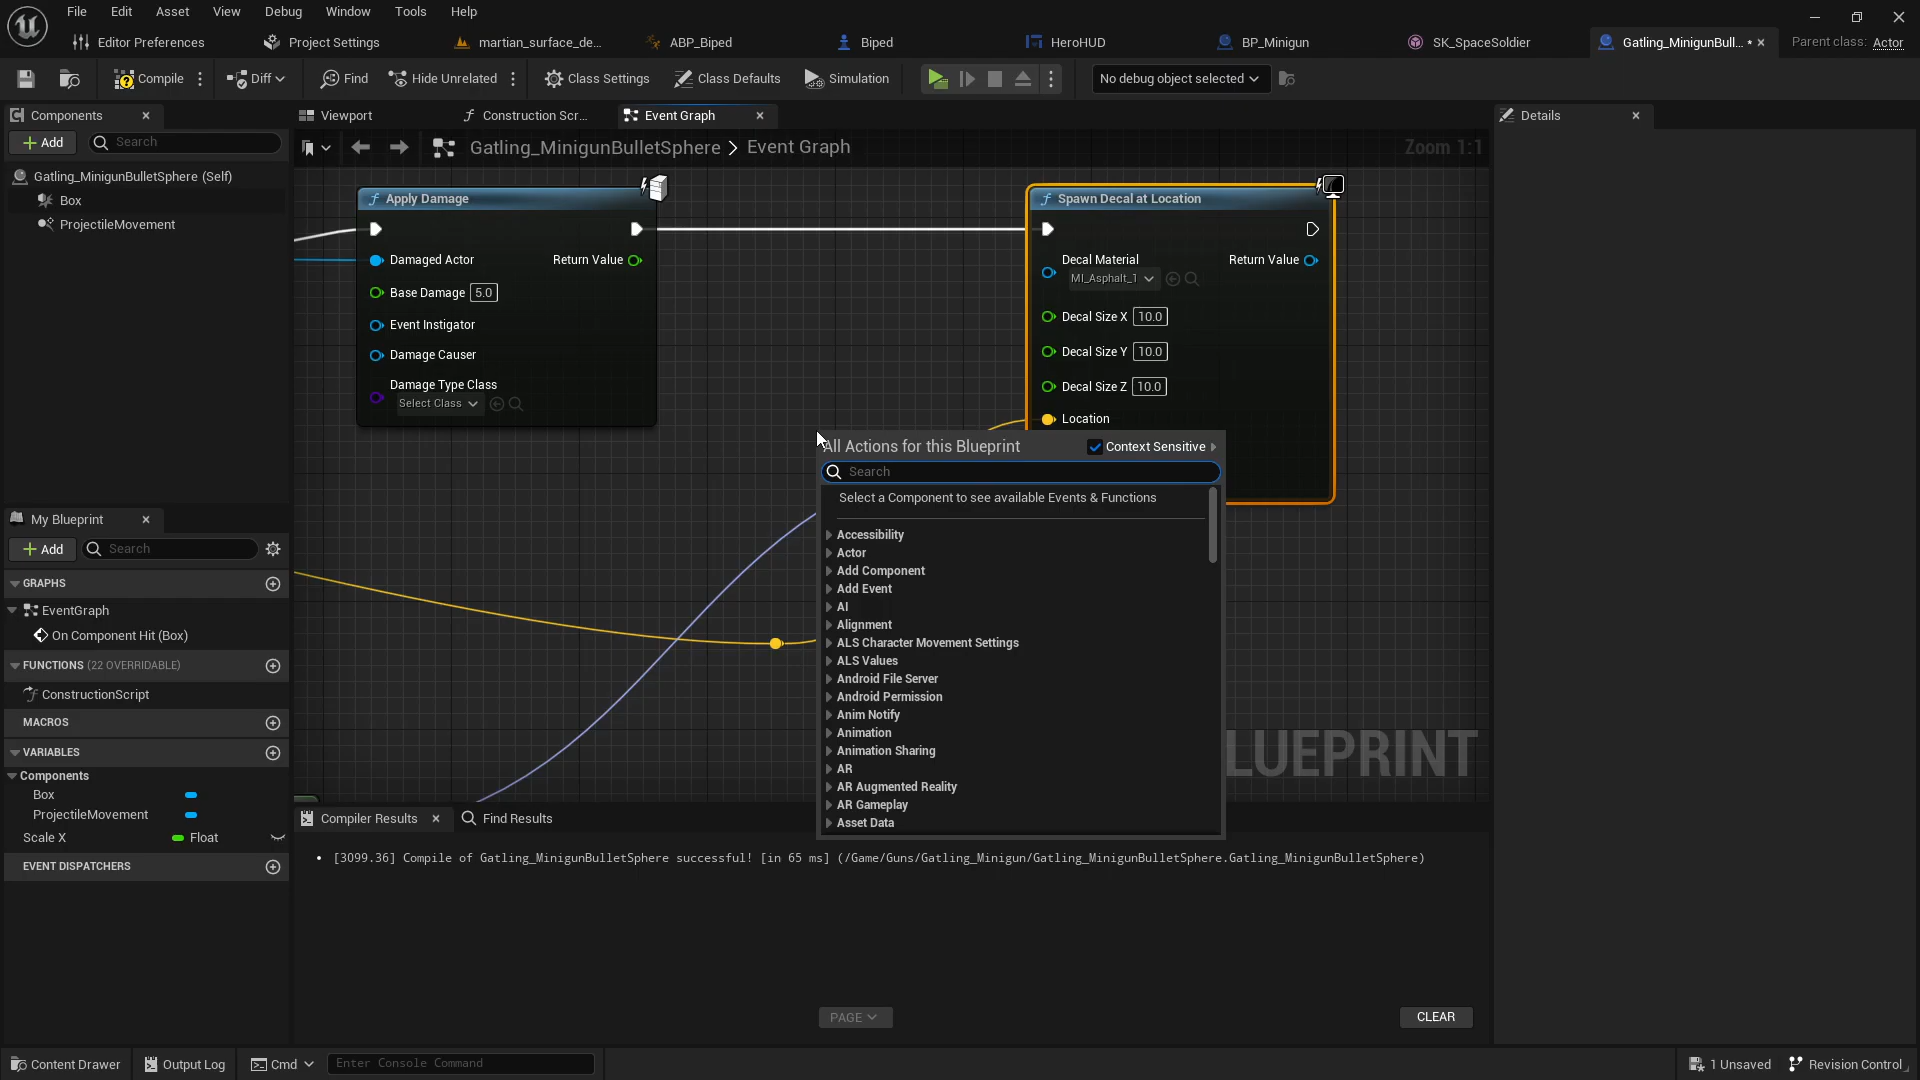 File Edit Asset View Debug Window Tools Help
Editor Preferences Project Settings martian_surface_de... ABP_Biped Biped HeroHUD BP_Minigun SK_SpaceSoldier Gatling_MinigunBull... * Parent class: Actor
Compile Diff Find Hide Unrelated Class Settings Class Defaults Simulation No debug object selected
Components Viewport Construction Scr... Event Graph Details
Add Search
Gatling_MinigunBulletSphere > Event Graph Zoom 1:1
Gatling_MinigunBulletSphere (Self)
Box
ProjectileMovement
Apply Damage
Damaged Actor Return Value
Base Damage 5.0
Event Instigator
Damage Causer
Damage Type Class
Select Class
Spawn Decal at Location
Decal Material Return Value
MI_Asphalt_1
Decal Size X 10.0
Decal Size Y 10.0
Decal Size Z 10.0
Location
All Actions for this Blueprint Context Sensitive
Search
Select a Component to see available Events & Functions
Accessibility
Actor
Add Component
Add Event
AI
Alignment
ALS Character Movement Settings
ALS Values
Android File Server
Android Permission
Anim Notify
Animation
Animation Sharing
AR
AR Augmented Reality
AR Gameplay
Asset Data
LUEPRINT
My Blueprint
Add Search
GRAPHS
EventGraph
On Component Hit (Box)
FUNCTIONS (22 OVERRIDABLE)
ConstructionScript
MACROS
VARIABLES
Components
Box
ProjectileMovement
Scale X Float
EVENT DISPATCHERS
Compiler Results Find Results
• [3099.36] Compile of Gatling_MinigunBulletSphere successful! [in 65 ms] (/Game/Guns/Gatling_Minigun/Gatling_MinigunBulletSphere.Gatling_MinigunBulletSphere)
PAGE CLEAR
Content Drawer Output Log Cmd Enter Console Command 1 Unsaved Revision Control